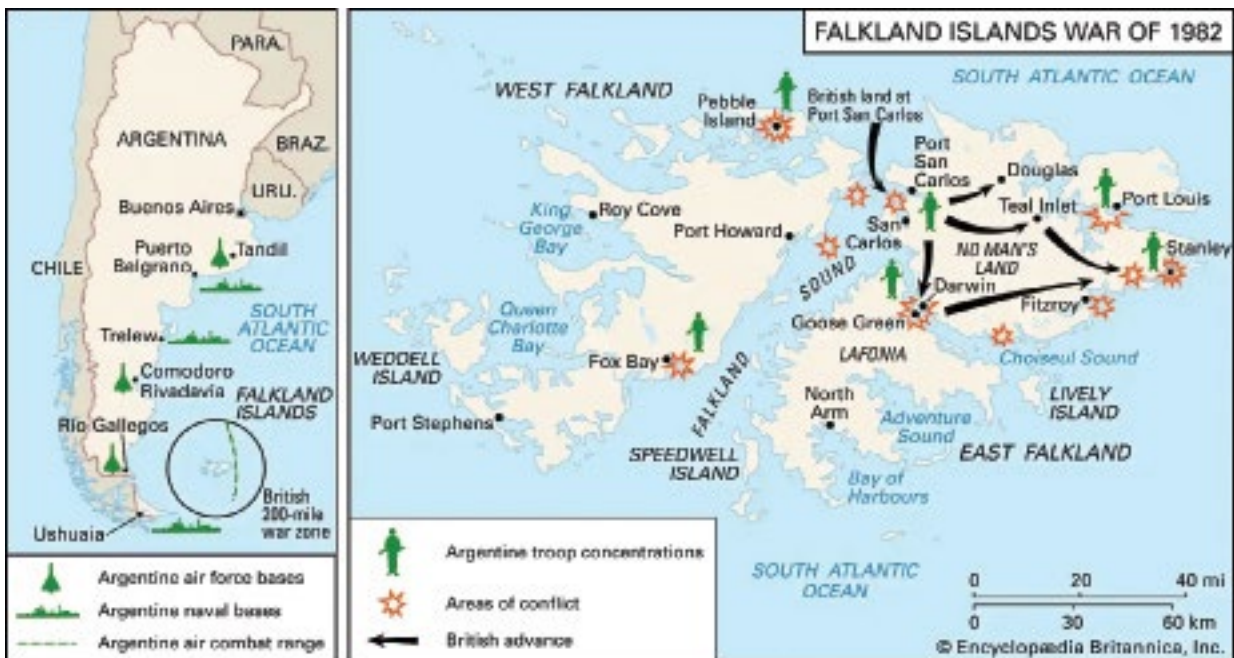 PARA.
ARGENTINA
BRAZ.
URU.
Buenos Aires
Puerto
Belgrano
Tandil
CHILE
SOUTH
ATLANTIC
OCEAN
Trelew
Comodoro
Rivadavia
FALKLAND
ISLANDS
Río Gallegos
British
200-mile
war zone
Ushuaia
Argentine air force bases
Argentine naval bases
Argentine air combat range
FALKLAND ISLANDS WAR OF 1982
SOUTH ATLANTIC OCEAN
WEST FALKLAND
Pebble
Island
British land at
Port San Carlos
Port
San
Carlos
Douglas
Port Louis
Teal Inlet
King
George
Bay
Roy Cove
Port Howard
San
Carlos
NO MAN'S
LAND
Stanley
SOUND
Darwin
Goose Green
Fitzroy
Queen
Charlotte
Bay
WEDDELL
ISLAND
Fox Bay
LAFONIA
Choiseul Sound
FALKLAND
North
Arm
LIVELY
ISLAND
Port Stephens
Adventure
Sound
SPEEDWELL
ISLAND
EAST FALKLAND
Bay of
Harbours
Argentine troop concentrations
Areas of conflict
British advance
SOUTH ATLANTIC
OCEAN
0 20 40 mi
0 30 60 km
© Encyclopædia Britannica, Inc.